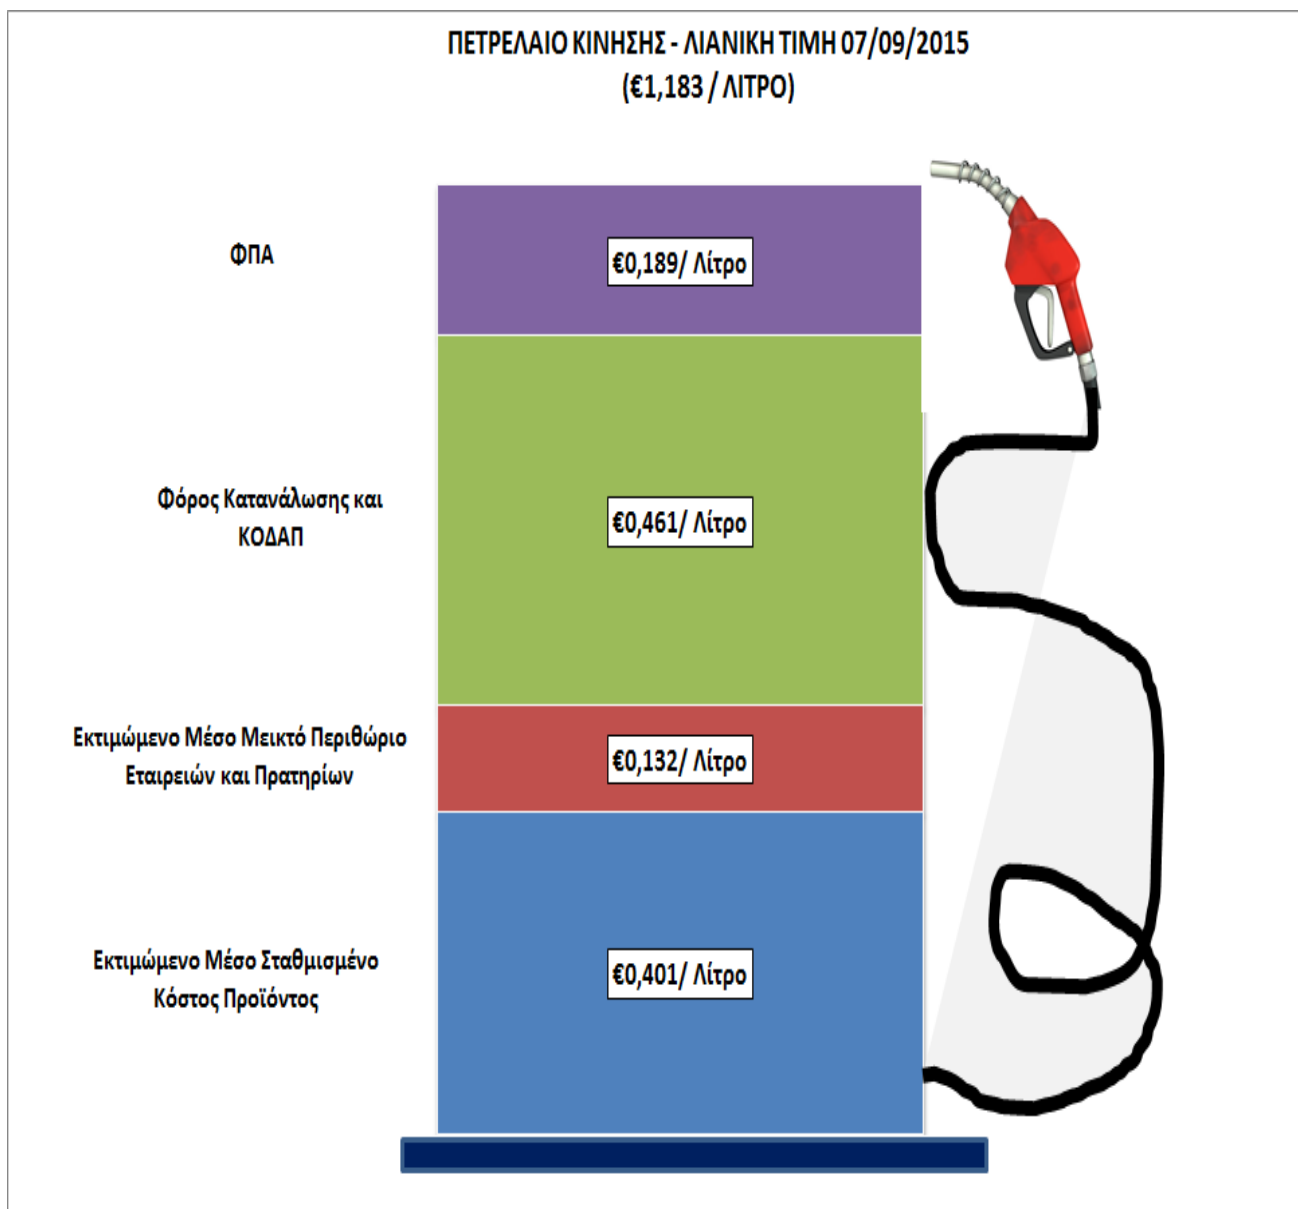 ΠΕΤΡΕΛΑΙΟ ΚΙΝΗΣΗΣ - ΛΙΑΝΙΚΗ ΤΙΜΗ 07/09/2015
(€1,183 / ΛΙΤΡΟ)
ΦΠΑ
€0,189/ Λίτρο
Φόρος Κατανάλωσης και
ΚΟΔΑΠ
€0,461/ Λίτρο
Εκτιμώμενο Μέσο Μεικτό Περιθώριο
Εταιρειών και Πρατηρίων
€0,132/ Λίτρο
Εκτιμώμενο Μέσο Σταθμισμένο
Κόστος Προϊόντος
€0,401/ Λίτρο